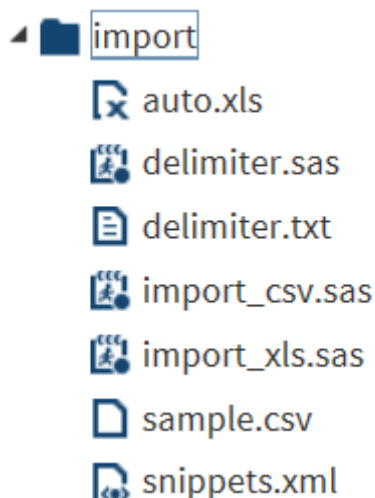 import
auto.xls
delimiter.sas
delimiter.txt
import_csv.sas
import_xls.sas
sample.csv
snippets.xml